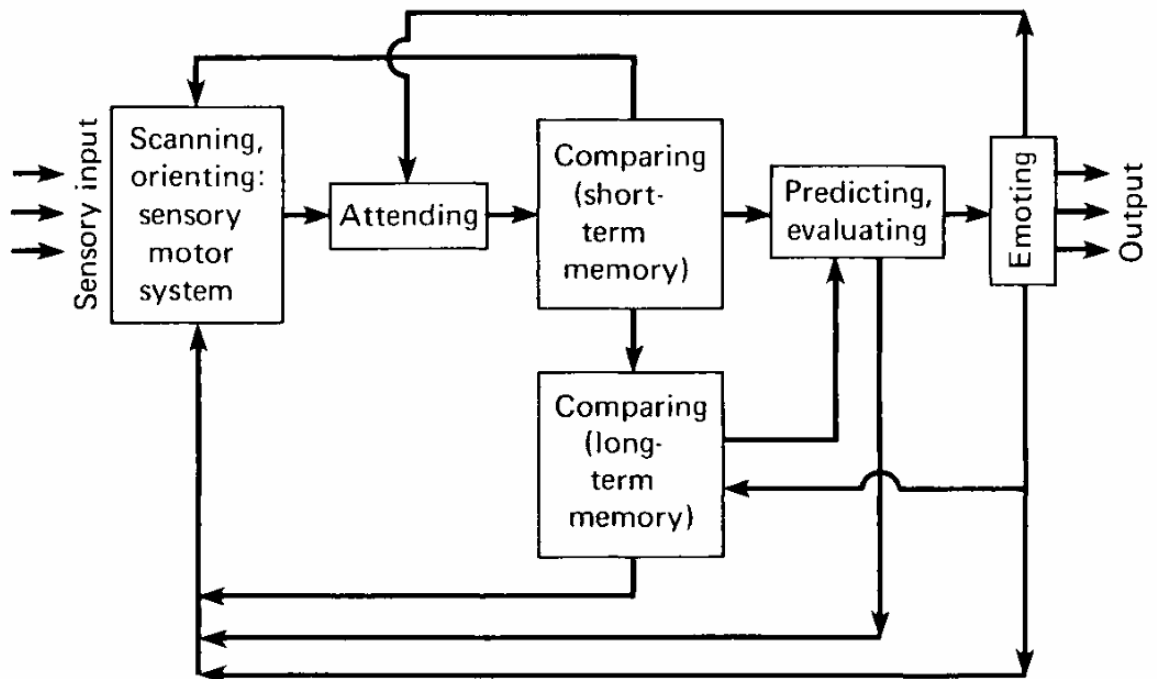 Sensory input
Scanning,
orienting:
sensory
motor
system
Attending
Comparing
(short-
term
memory)
Predicting,
evaluating
Emoting
Output
Comparing
(long-
term
memory)